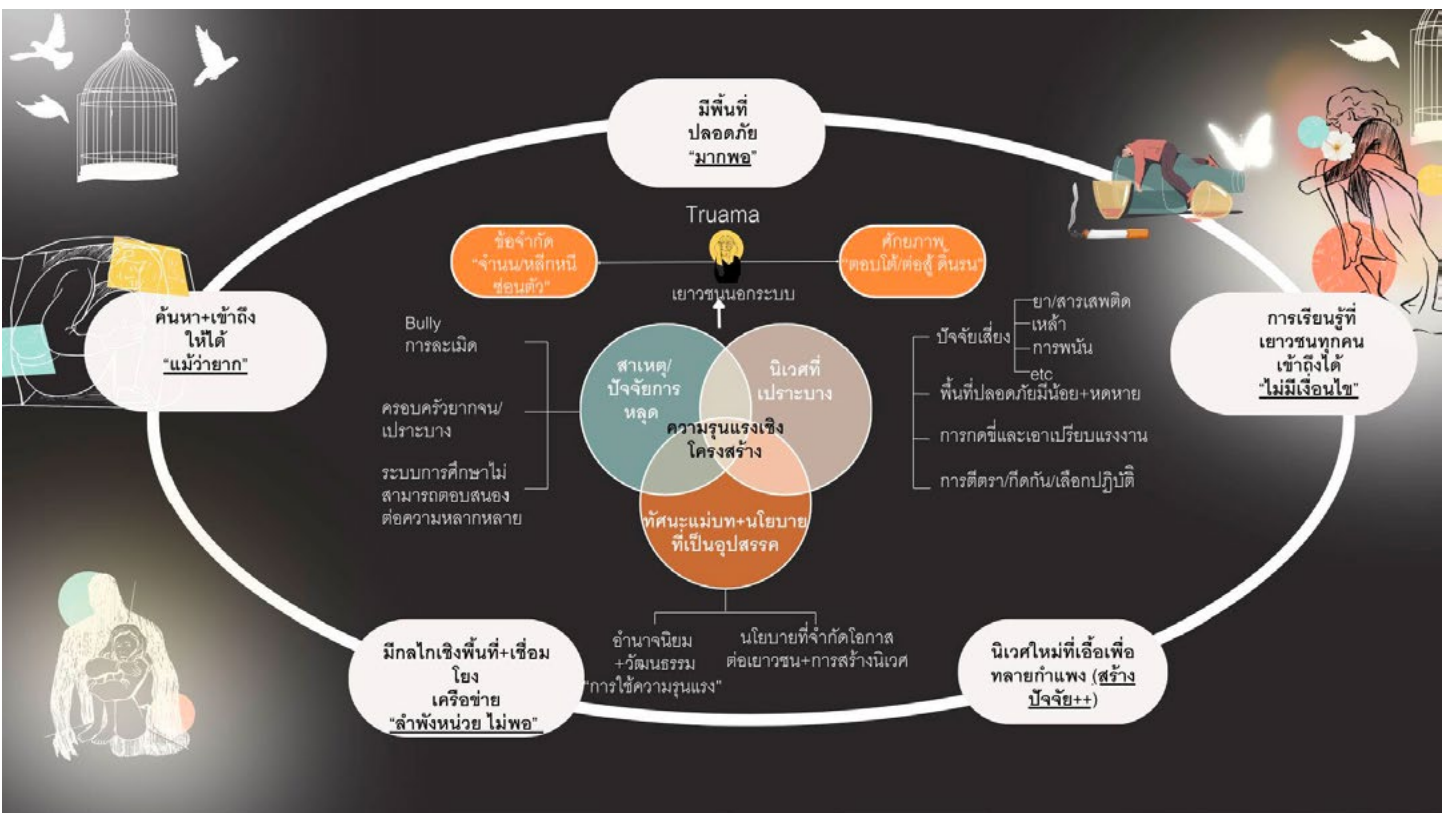 มีพื้นที่
ปลอดภัย
“มากพอ”
Truama
ข้อจำกัด
“จำนน/หลีกหนี
ซ่อนตัว”
ศักยภาพ
“ตอบโต้/ต่อสู้ ดิ้นรน”
เยาวชนนอกระบบ
ค้นหา+เข้าถึง
ให้ได้
“แม้ว่ายาก”
Bully
การละเมิด
ครอบครัวยากจน/
เปราะบาง
ระบบการศึกษาไม่
สามารถตอบสนอง
ต่อความหลากหลาย
สาเหตุ/
ปัจจัยการ
หลุด
นิเวศที่
เปราะบาง
ความรุนแรงเชิง
โครงสร้าง
ทัศนะแม่บท+นโยบาย
ที่เป็นอุปสรรค
ปัจจัยเสี่ยง
ยา/สารเสพติด
เหล้า
การพนัน
etc
พื้นที่ปลอดภัยมีน้อย+หดหาย
การกดขี่และเอาเปรียบแรงงาน
การตีตรา/กีดกัน/เลือกปฏิบัติ
การเรียนรู้ที่
เยาวชนทุกคน
เข้าถึงได้
“ไม่มีเงื่อนไข”
มีกลไกเชิงพื้นที่+เชื่อม
โยง
เครือข่าย
“ลำพังหน่วย ไม่พอ”
อำนาจนิยม
+วัฒนธรรม
“การใช้ความรุนแรง”
นโยบายที่จำกัดโอกาส
ต่อเยาวชน+การสร้างนิเวศ
นิเวศใหม่ที่เอื้อเพื่อ
ทลายกำแพง (สร้าง
ปัจจัย++)